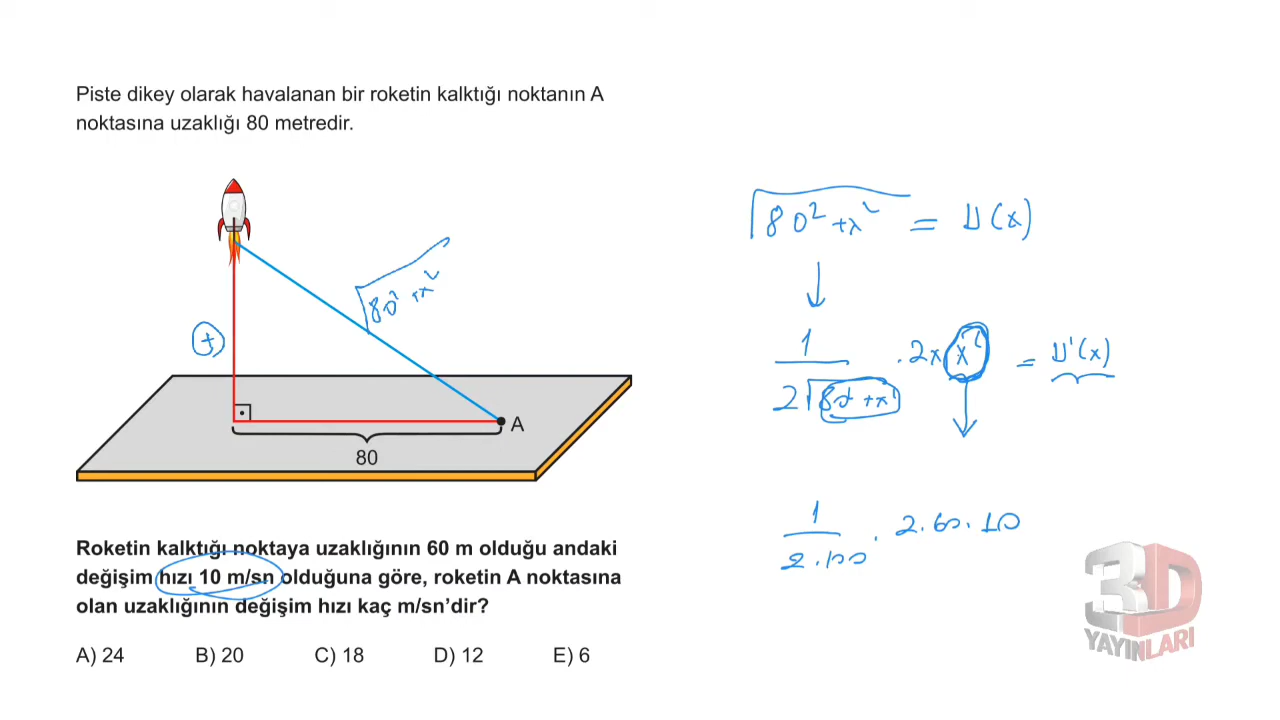 Piste dikey olarak havalanan bir roketin kalktığı noktanın A
noktasına uzaklığı 80 metredir.
√80²+x² = U(x)
√80²+x²
1
2√80²+x² . 2x x' = U'(x)
A
80
1
2.100 . 2.60.10
Roketin kalktığı noktaya uzaklığının 60 m olduğu andaki
değişim hızı 10 m/sn olduğuna göre, roketin A noktasına
olan uzaklığının değişim hızı kaç m/sn'dir?
A) 24 B) 20 C) 18 D) 12 E) 6
3D
YAYINLARI